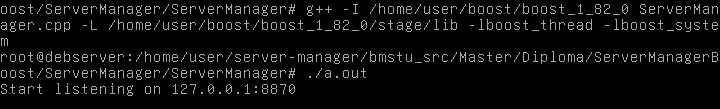 oost/ServerManager/ServerManager# g++ -I /home/user/boost/boost_1_82_0 ServerMan
ager.cpp -L /home/user/boost/boost_1_82_0/stage/lib -lboost_thread -lboost_syste
m
root@debserver:/home/user/server-manager/bmstu_src/Master/Diploma/ServerManagerB
oost/ServerManager/ServerManager# ./a.out
Start listening on 127.0.0.1:8870